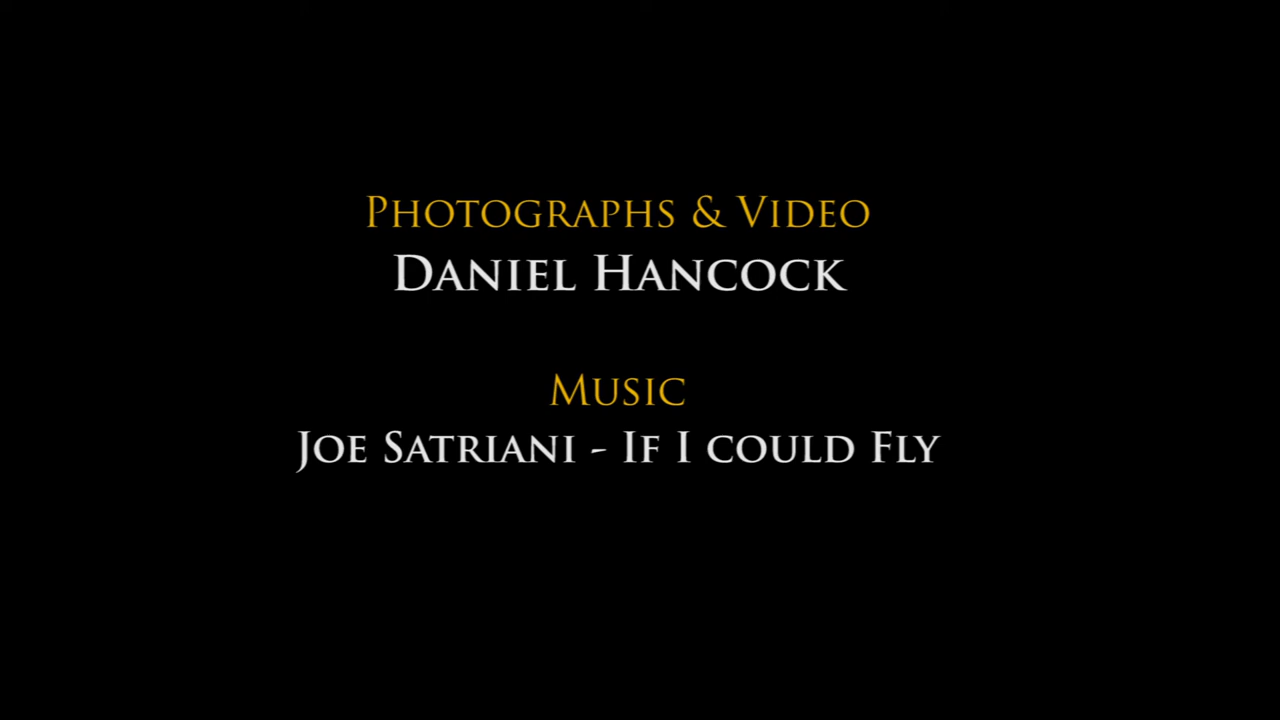 Photographs & Video
Daniel Hancock
Music
Joe Satriani - If I could Fly